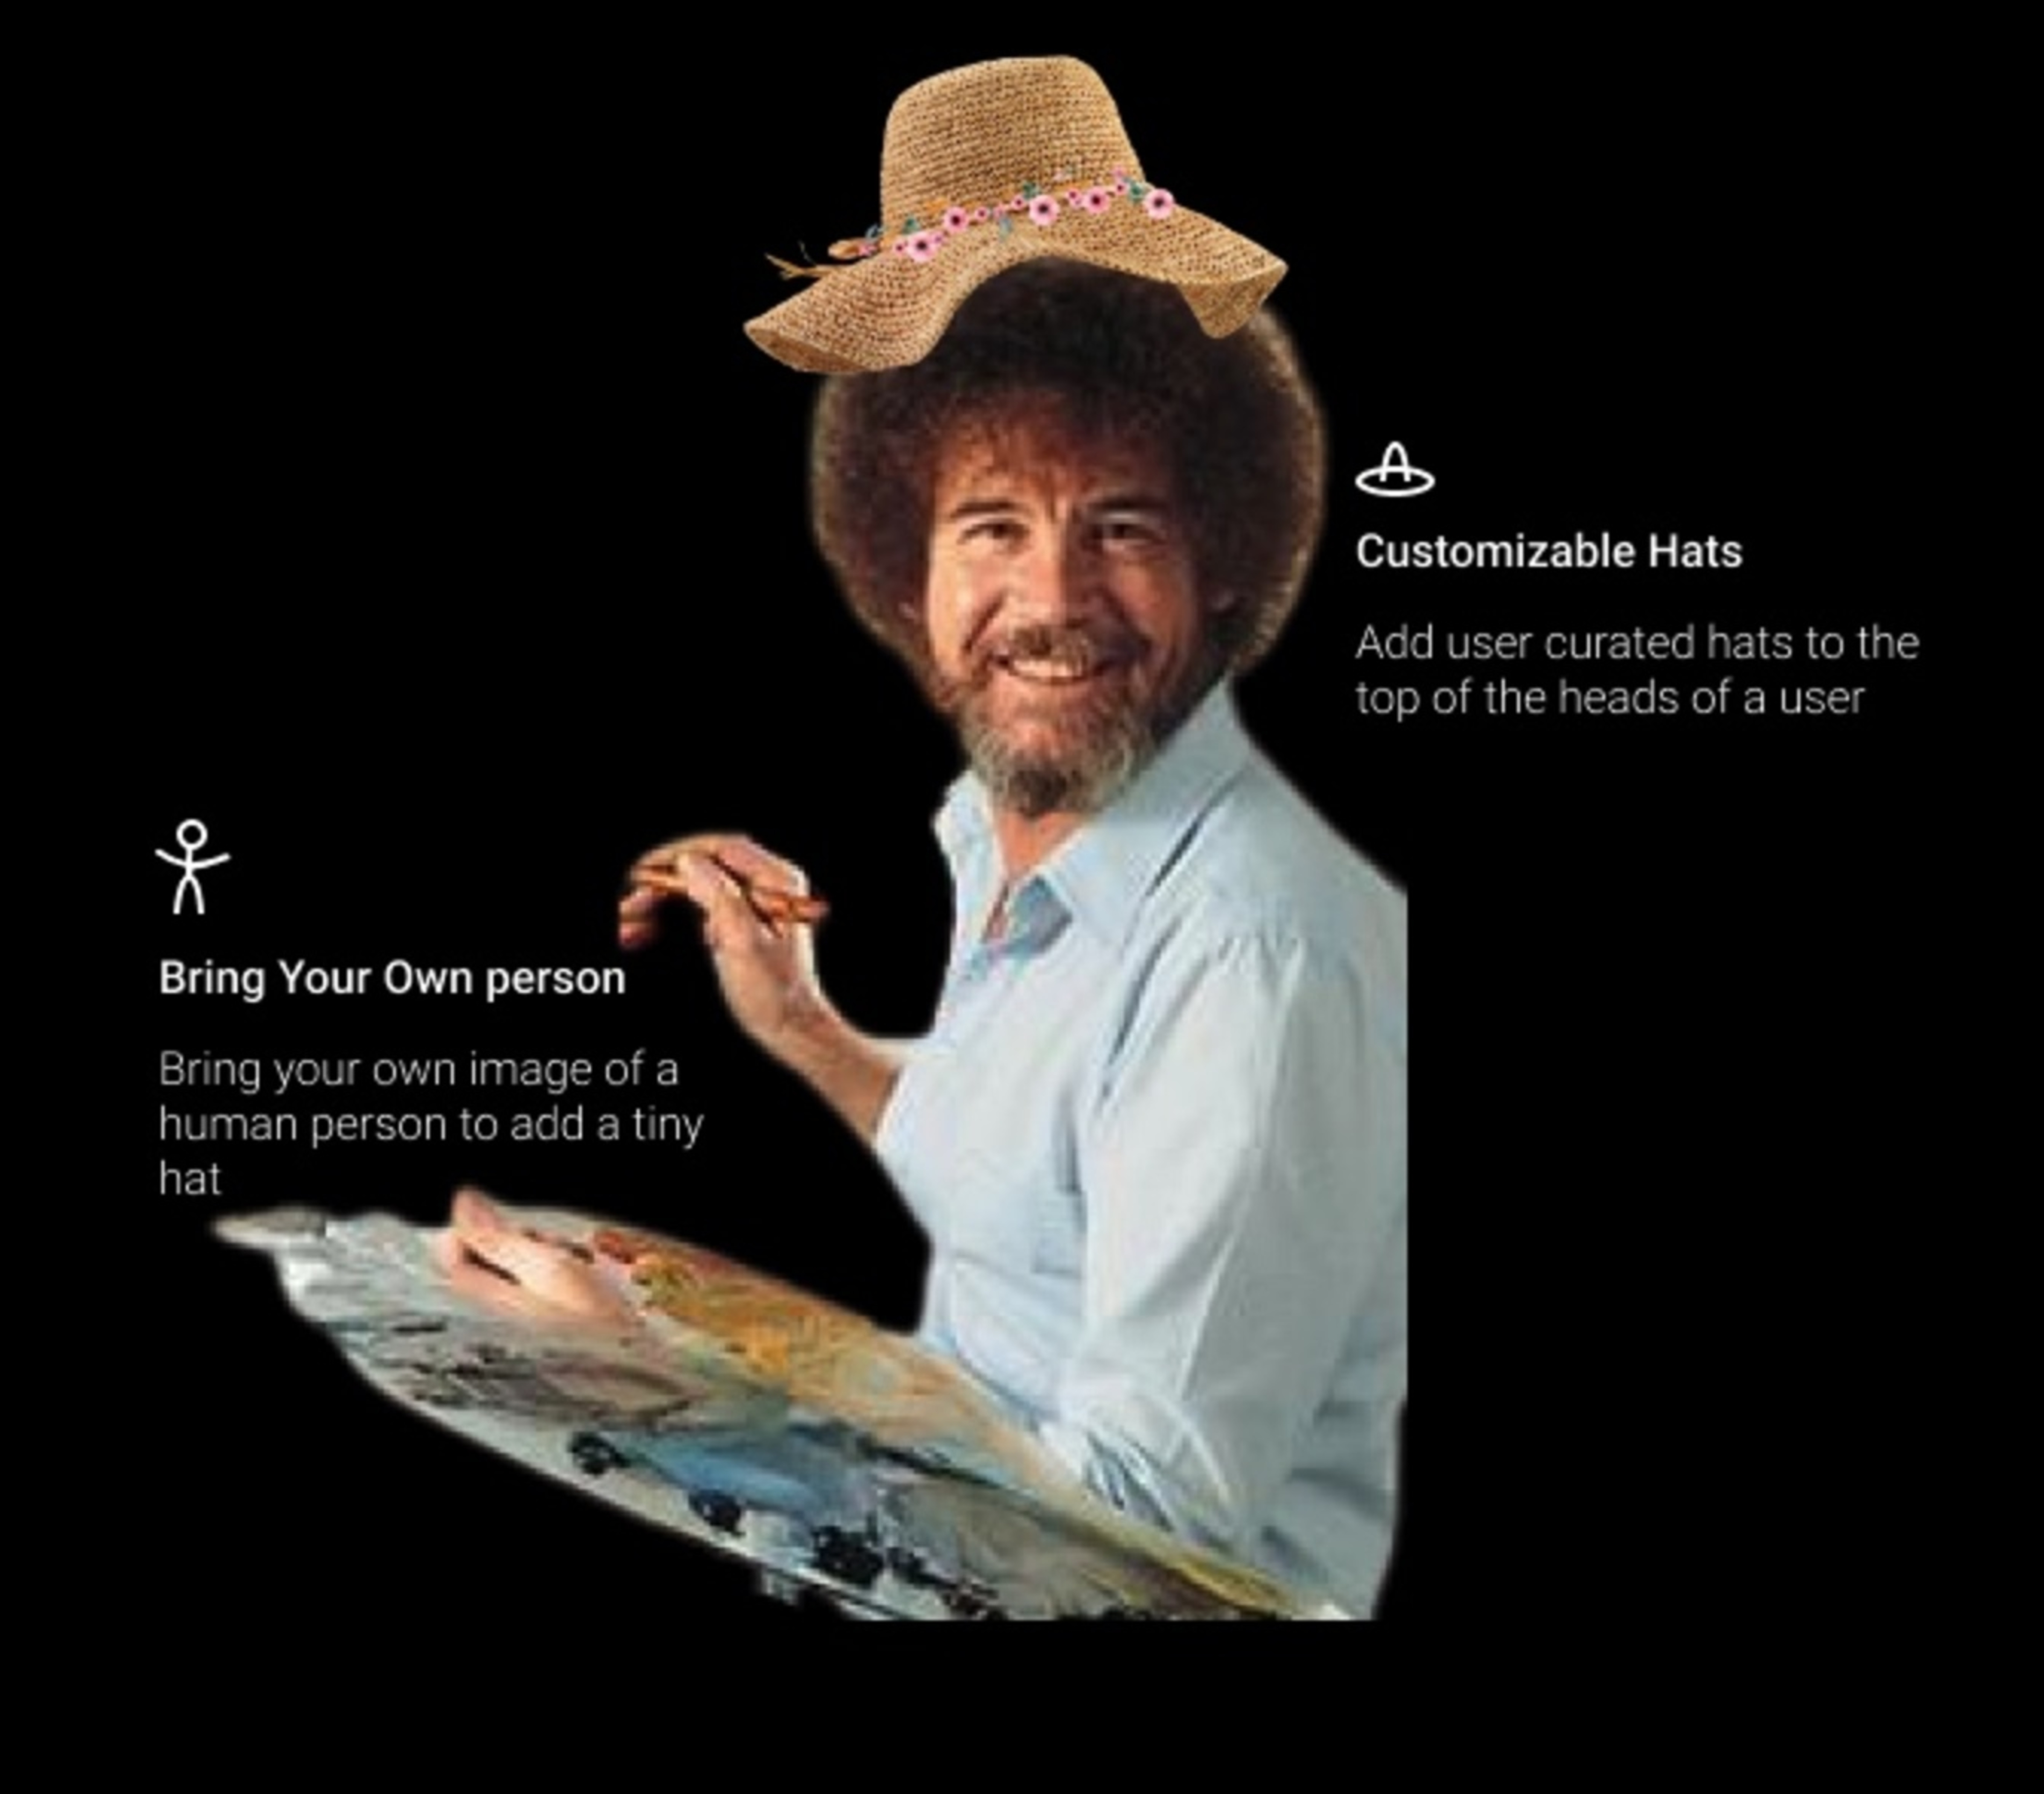 Customizable Hats
Add user curated hats to the
top of the heads of a user
Bring Your Own person
Bring your own image of a
human person to add a tiny
hat